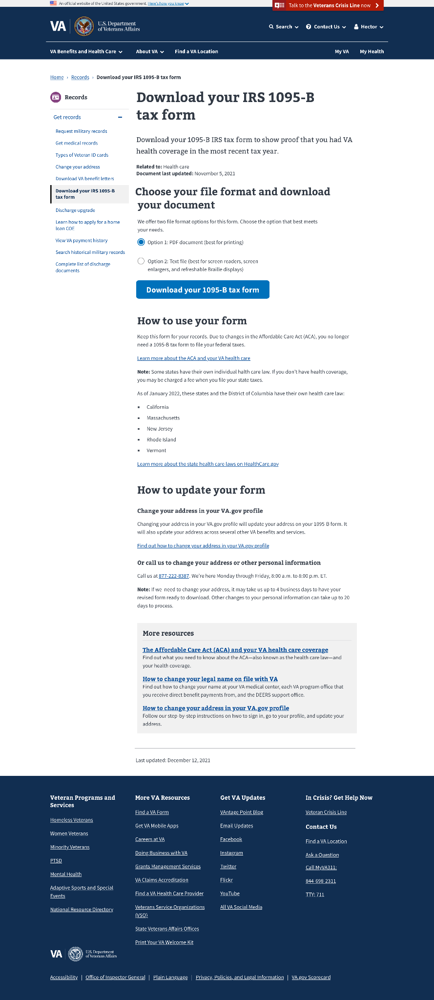 An official website of the United States government. Here's how you know
Talk to the Veterans Crisis Line now
VA
U.S. Department
of Veterans Affairs
Search
Contact Us
Hector
VA Benefits and Health Care
About VA
Find a VA Location
My VA
My Health
Home › Records › Download your IRS 1095-B tax form
Records
Get records
Request military records
Get medical records
Types of Veteran ID cards
Change your address
Download VA benefit letters
Download your IRS 1095-B
tax form
Discharge upgrade
Learn how to apply for a home
loan COE
View VA payment history
Search historical military records
Complete list of discharge
documents
Download your IRS 1095-B
tax form
Download your 1095-B IRS tax form to show proof that you had VA
health coverage in the most recent tax year.
Related to: Health care
Document last updated: November 5, 2021
Choose your file format and download
your document
We offer two file format options for this form. Choose the option that best meets
your needs.
Option 1: PDF document (best for printing)
Option 2: Text file (best for screen readers, screen
enlargers, and refreshable Braille displays)
Download your 1095-B tax form
How to use your form
Keep this form for your records. Due to changes in the Affordable Care Act (ACA), you no longer
need a 1095-B tax form to file your federal taxes.
Learn more about the ACA and your VA health care
Note: Some states have their own individual halth care law. If you don't have health coverage,
you may be charged a fee when you file your state taxes.
As of January 2022, these states and the District of Columbia have their own health care law:
▪ California
▪ Massachusetts
▪ New Jersey
▪ Rhode Island
▪ Vermont
Learn more about the state health care laws on HealthCare.gov
How to update your form
Change your address in your VA.gov profile
Changing your address in your VA.gov profile will update your address on your 1095-B form. It
will also update your address across several other VA benefits and services.
Find out how to change your address in your VA.gov profile
Or call us to change your address or other personal information
Call us at 877-222-8387. We're here Monday through Friday, 8:00 a.m. to 8:00 p.m. ET.
Note: If we need to change your address, it may take us up to 4 business days to have your
revised form ready to download. Other changes to your personal information can take up to 20
days to process.
More resources
The Affordable Care Act (ACA) and your VA health care coverage
Find out what you need to know about the ACA—also known as the health care law—and
your health coverage.
How to change your legal name on file with VA
Find out how to change your name at your VA medical center, each VA program office that
you receive direct benefit payments from, and the DEERS support office.
How to change your address in your VA.gov profile
Follow our step-by-step instructions on hwo to sign in, go to your profile, and update your
address.
Last updated: December 12, 2021
Veteran Programs and
Services
Homeless Veterans
Women Veterans
Minority Veterans
PTSD
Mental Health
Adaptive Sports and Special
Events
National Resource Directory
More VA Resources
Find a VA Form
Get VA Mobile Apps
Careers at VA
Doing Business with VA
Grants Management Services
VA Claims Accreditation
Find a VA Health Care Provider
Veterans Service Organizations
(VSO)
State Veterans Affairs Offices
Print Your VA Welcome Kit
Get VA Updates
VAntage Point Blog
Email Updates
Facebook
Instagram
Twitter
Flickr
YouTube
All VA Social Media
In Crisis? Get Help Now
Veteran Crisis Line
Contact Us
Find a VA Location
Ask a Question
Call MyVA311:
844-698-2311
TTY: 711
VA
U.S. Department
of Veterans Affairs
Accessibility | Office of Inspector General | Plain Language | Privacy, Policies, and Legal Information | VA.gov Scorecard